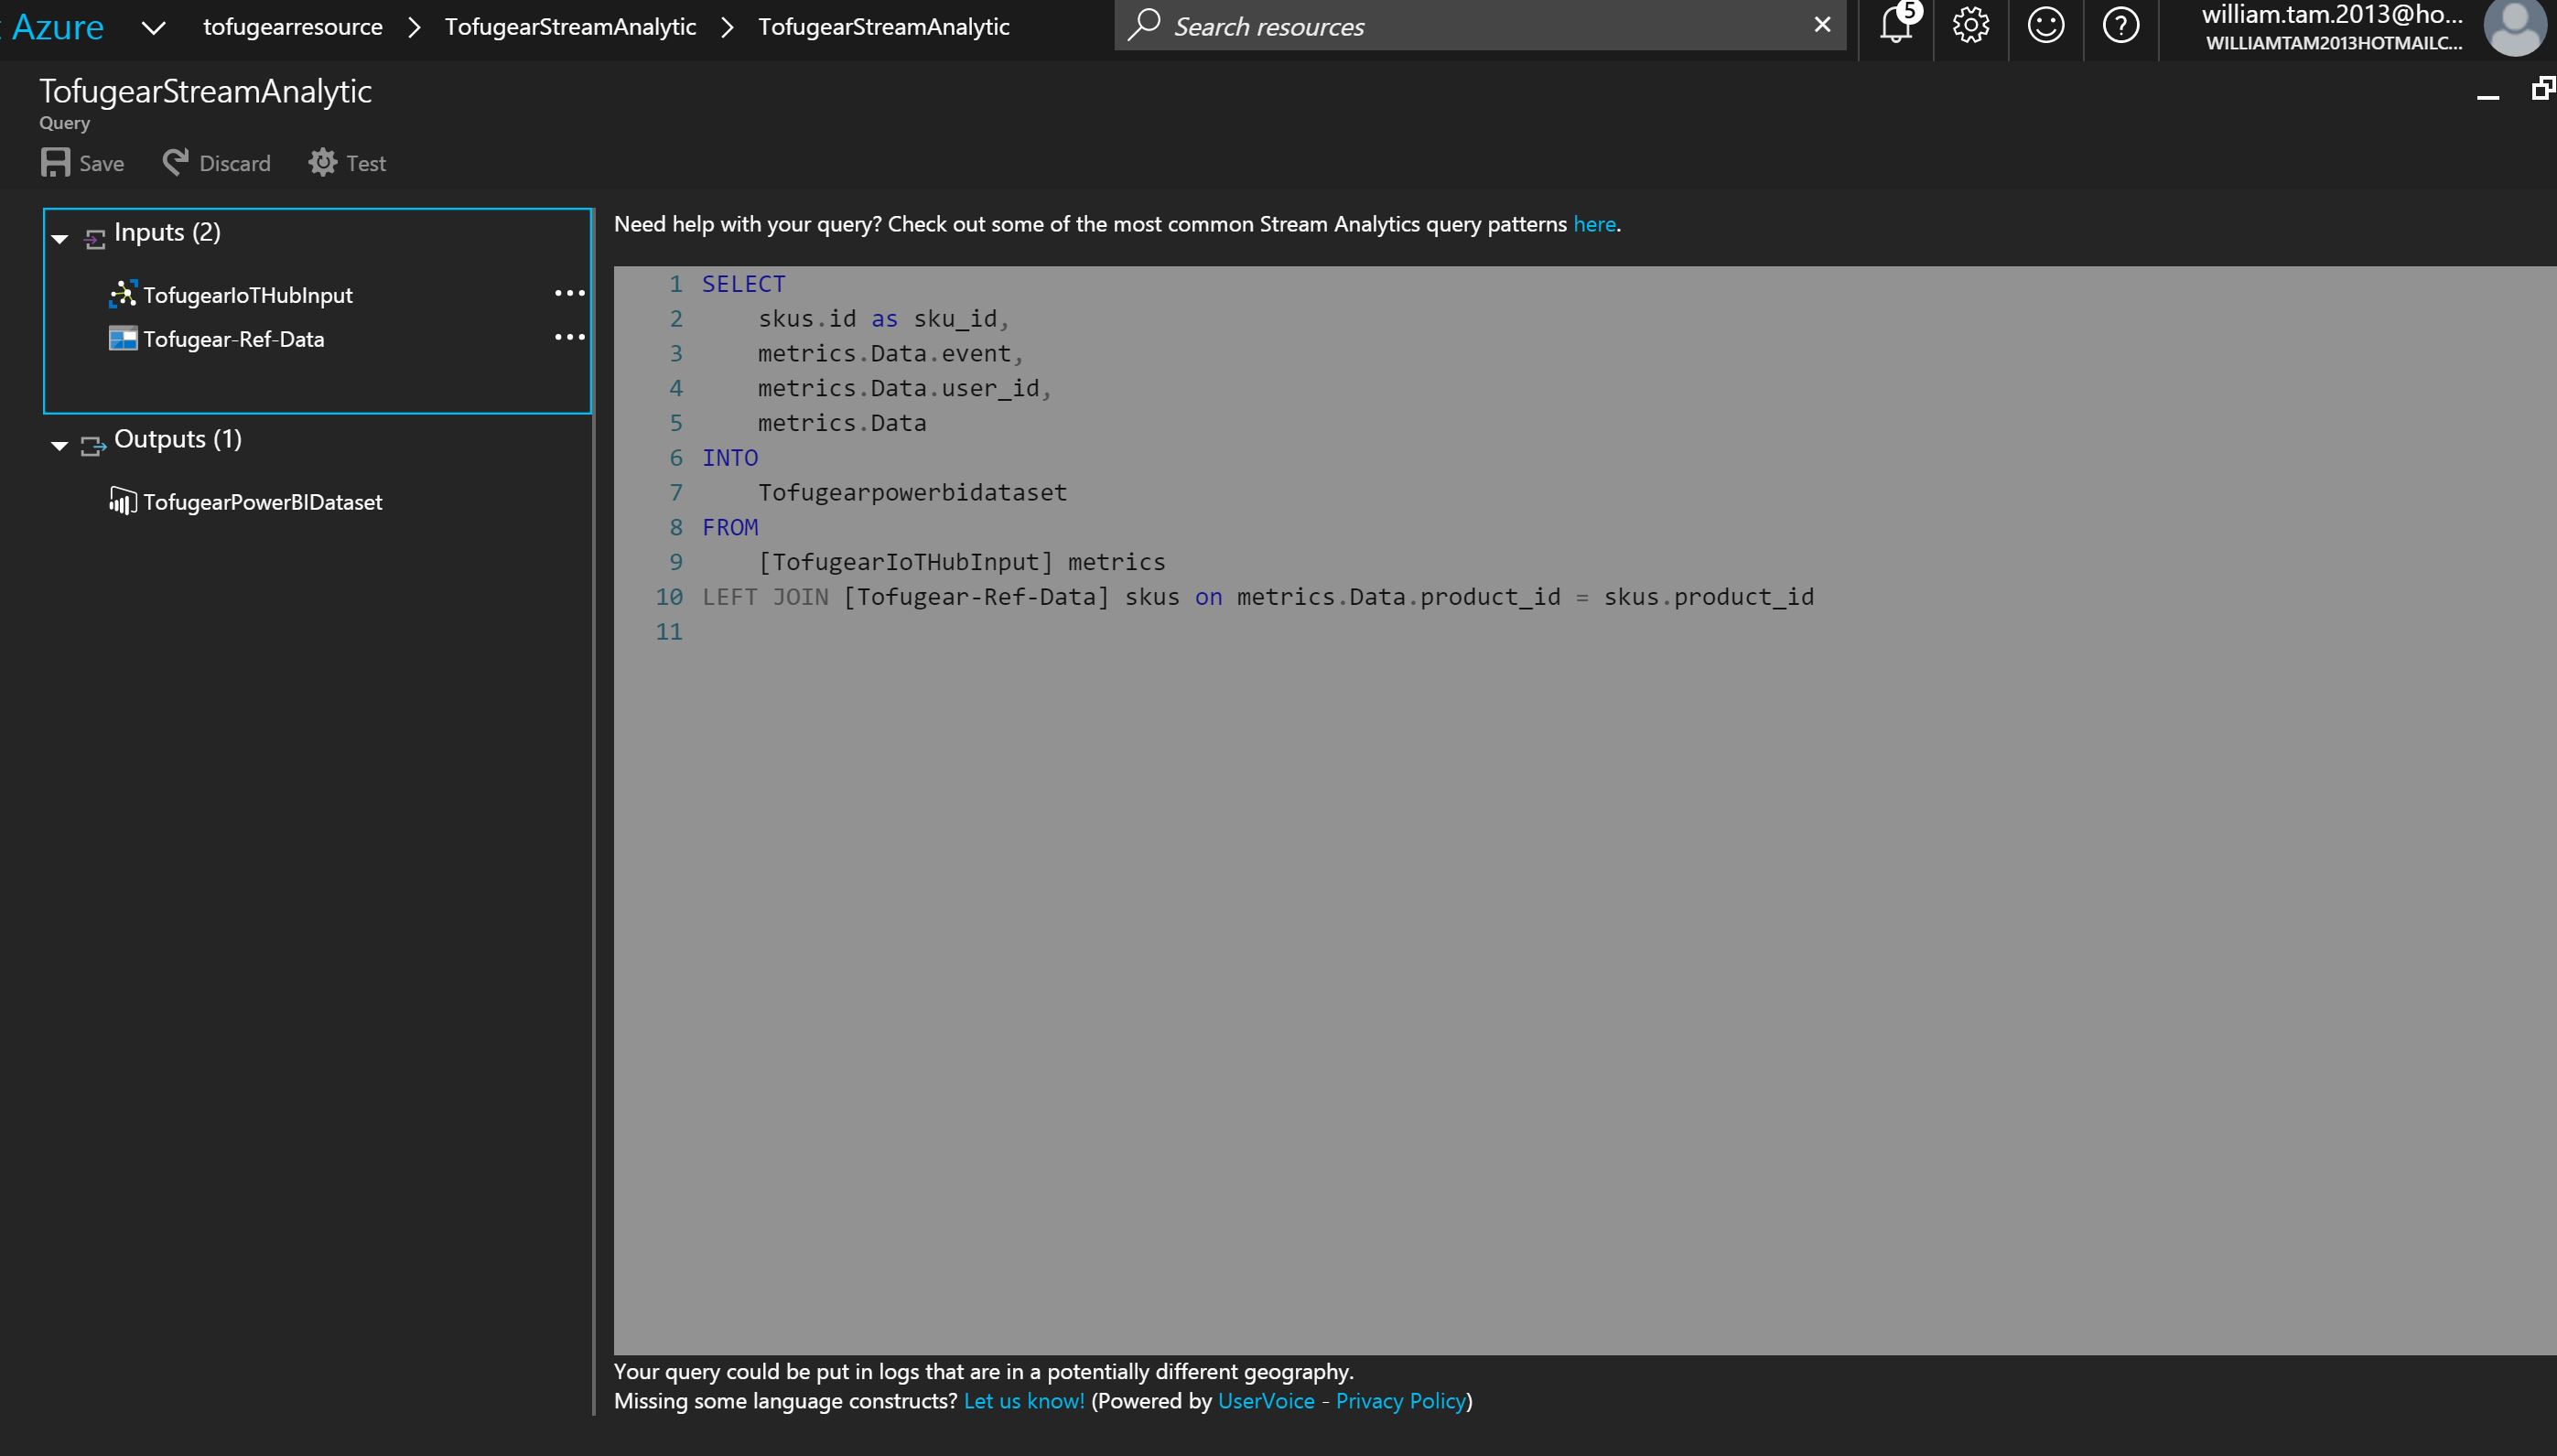 Azure tofugearresource TofugearStreamAnalytic TofugearStreamAnalytic Search resources 5 william.tam.2013@ho...
WILLIAMTAM2013HOTMAILC...
TofugearStreamAnalytic
Query
Save Discard Test
Inputs (2)
TofugearIoTHubInput
Tofugear-Ref-Data
Outputs (1)
TofugearPowerBIDataset
Need help with your query? Check out some of the most common Stream Analytics query patterns here.
1 SELECT
2 skus.id as sku_id,
3 metrics.Data.event,
4 metrics.Data.user_id,
5 metrics.Data
6 INTO
7 Tofugearpowerbidataset
8 FROM
9 [TofugearIoTHubInput] metrics
10 LEFT JOIN [Tofugear-Ref-Data] skus on metrics.Data.product_id = skus.product_id
11
Your query could be put in logs that are in a potentially different geography.
Missing some language constructs? Let us know! (Powered by UserVoice - Privacy Policy)